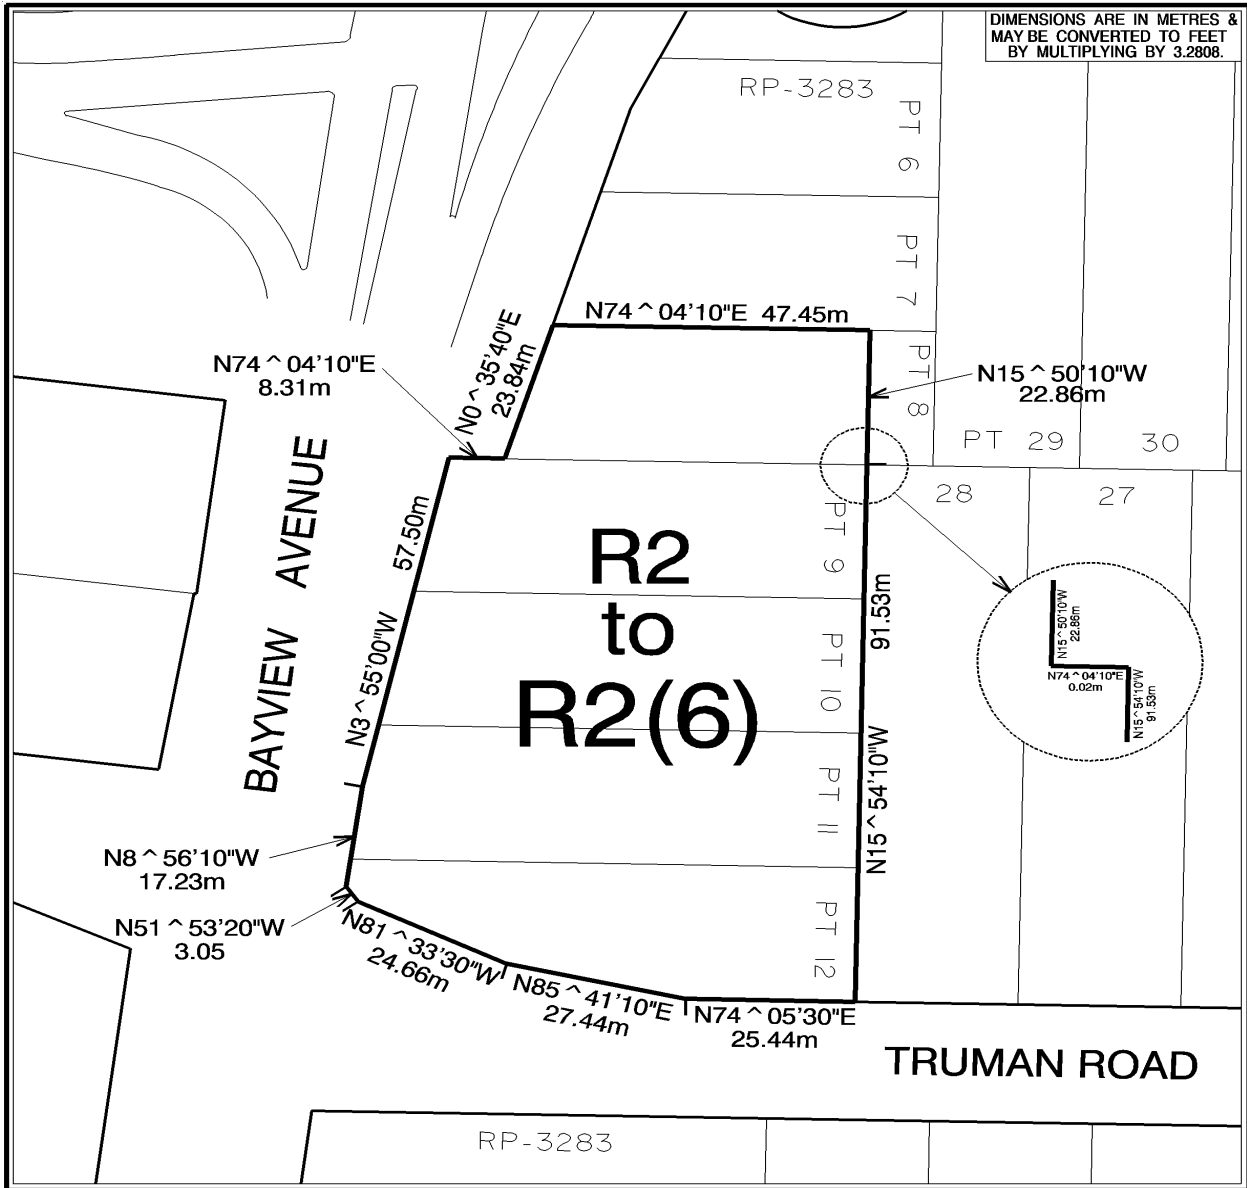 DIMENSIONS ARE IN METRES &
MAY BE CONVERTED TO FEET
BY MULTIPLYING BY 3.2808.
RP-3283
PT 6
PT 7
N74^04'10"E 47.45m
N0^35'40"E
23.84m
N74^04'10"E
8.31m
PT 8
N15^50'10"W
22.86m
PT 29
30
28
27
BAYVIEW AVENUE
57.50m
N3^55'00"W
R2
to
R2(6)
PT 9
PT 10
PT 11
PT 12
91.53m
N15^54'10"W
N15^50'10"W
22.86m
N74^04'10"E
0.02m
N15^54'10"W
91.53m
N8^56'10"W
17.23m
N51^53'20"W
3.05
N81^33'30"W
24.66m
N85^41'10"E
27.44m
N74^05'30"E
25.44m
TRUMAN ROAD
RP-3283